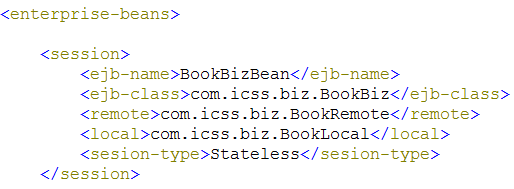 <enterprise-beans>
<session>
<ejb-name>BookBizBean</ejb-name>
<ejb-class>com.icss.biz.BookBiz</ejb-class>
<remote>com.icss.biz.BookRemote</remote>
<local>com.icss.biz.BookLocal</local>
<sesion-type>Stateless</sesion-type>
</session>